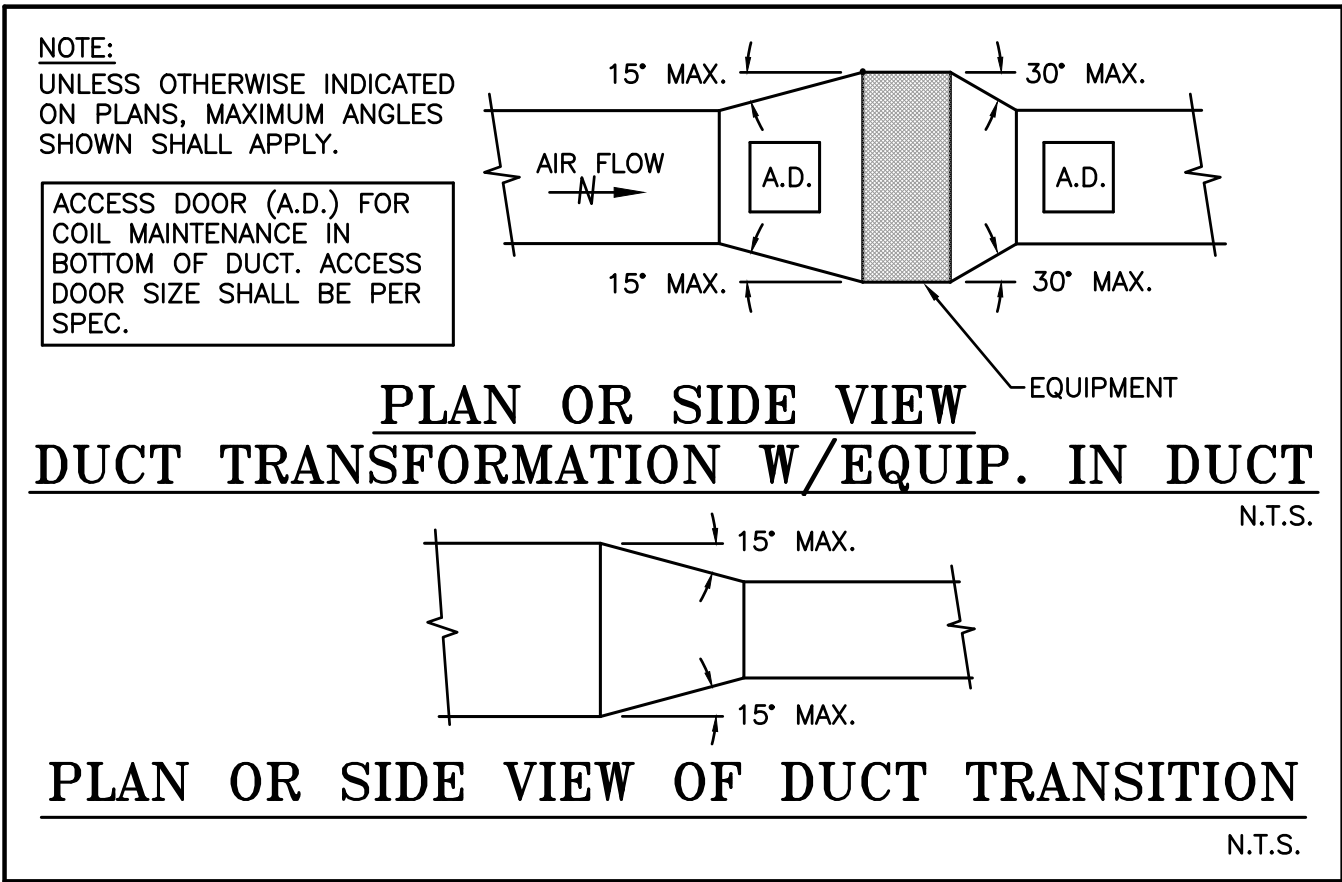 NOTE:
UNLESS OTHERWISE INDICATED
ON PLANS, MAXIMUM ANGLES
SHOWN SHALL APPLY.
ACCESS DOOR (A.D.) FOR
COIL MAINTENANCE IN
BOTTOM OF DUCT. ACCESS
DOOR SIZE SHALL BE PER
SPEC.
15° MAX.
30° MAX.
AIR FLOW
A.D.
A.D.
15° MAX.
30° MAX.
EQUIPMENT
PLAN OR SIDE VIEW
DUCT TRANSFORMATION W/EQUIP. IN DUCT
N.T.S.
15° MAX.
15° MAX.
PLAN OR SIDE VIEW OF DUCT TRANSITION
N.T.S.